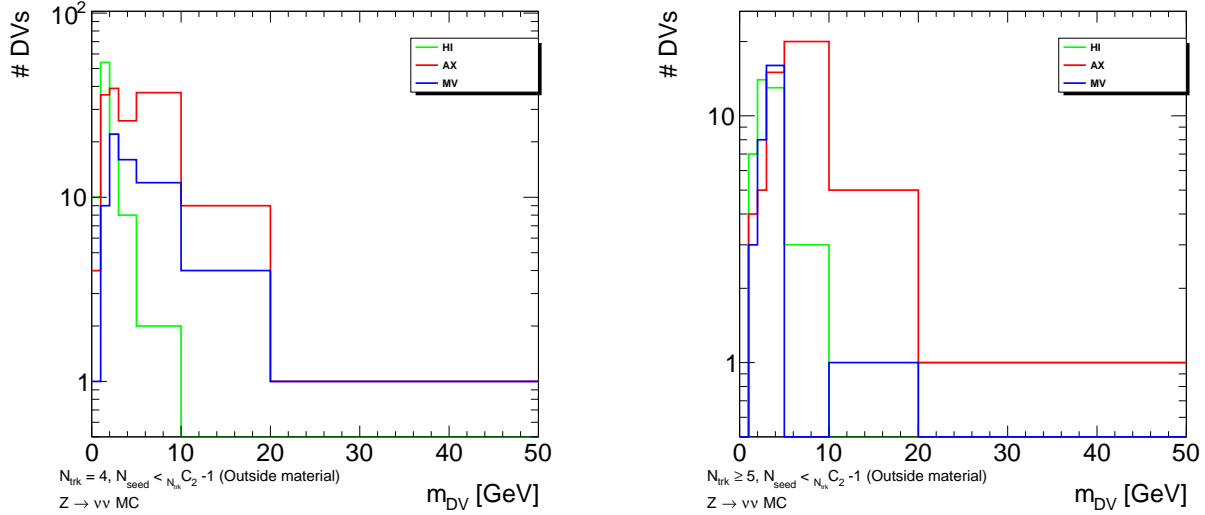 # DVs
10²
10
1
HI
AX
MV
0 10 20 30 40 50
N_trk = 4, N_seed < _N_trk C_2 -1 (Outside material)
Z → νν MC
m_DV [GeV]
# DVs
10
1
HI
AX
MV
0 10 20 30 40 50
N_trk ≥ 5, N_seed < _N_trk C_2 -1 (Outside material)
Z → νν MC
m_DV [GeV]